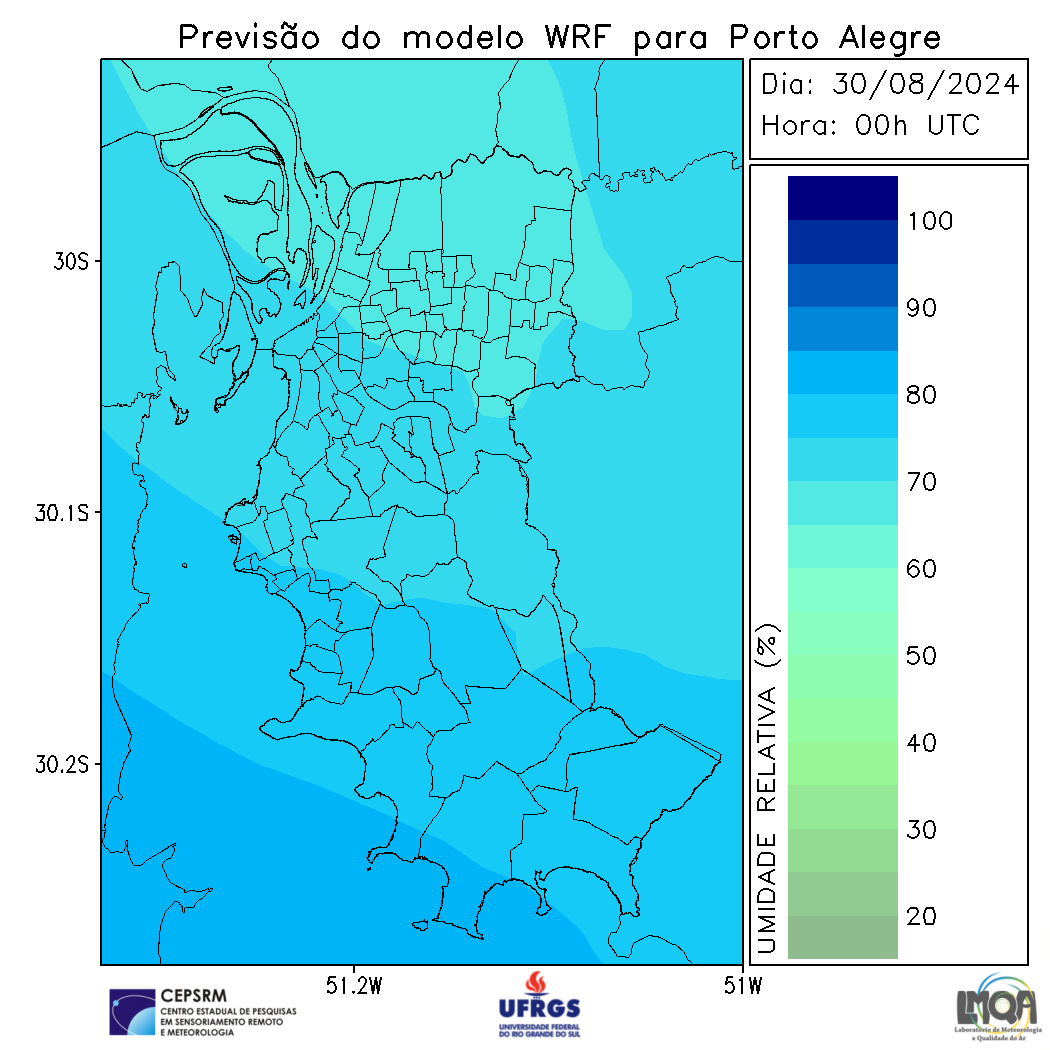 Previsão do modelo WRF para Porto Alegre
Dia: 30/08/2024
Hora: 00h UTC
30S
30.1S
30.2S
51.2W
51W
100
90
80
70
60
50
40
30
20
UMIDADE RELATIVA (%)
CEPSRM
CENTRO ESTADUAL DE PESQUISAS
EM SENSORIAMENTO REMOTO
E METEOROLOGIA
UFRGS
UNIVERSIDADE FEDERAL
DO RIO GRANDE DO SUL
LMQA
Laboratório de Meteorologia
e Qualidade do Ar